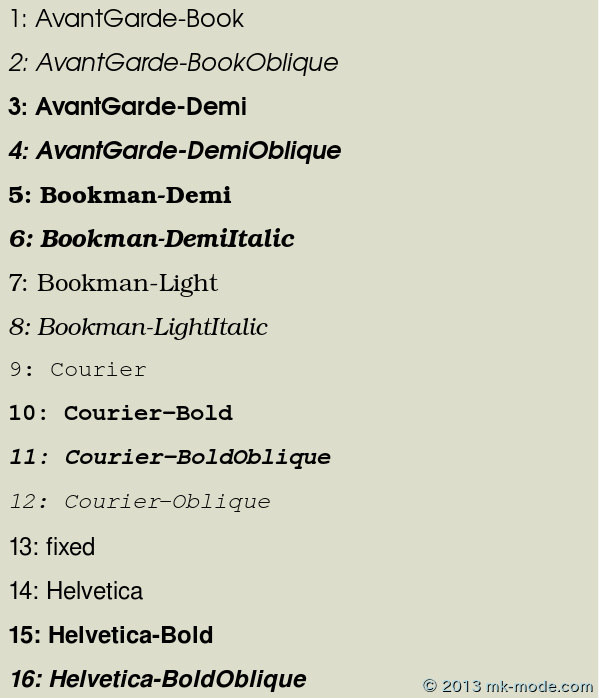 1: AvantGarde-Book
2: AvantGarde-BookOblique
3: AvantGarde-Demi
4: AvantGarde-DemiOblique
5: Bookman-Demi
6: Bookman-DemiItalic
7: Bookman-Light
8: Bookman-LightItalic
9: Courier
10: Courier-Bold
11: Courier-BoldOblique
12: Courier-Oblique
13: fixed
14: Helvetica
15: Helvetica-Bold
16: Helvetica-BoldOblique
© 2013 mk-mode.com